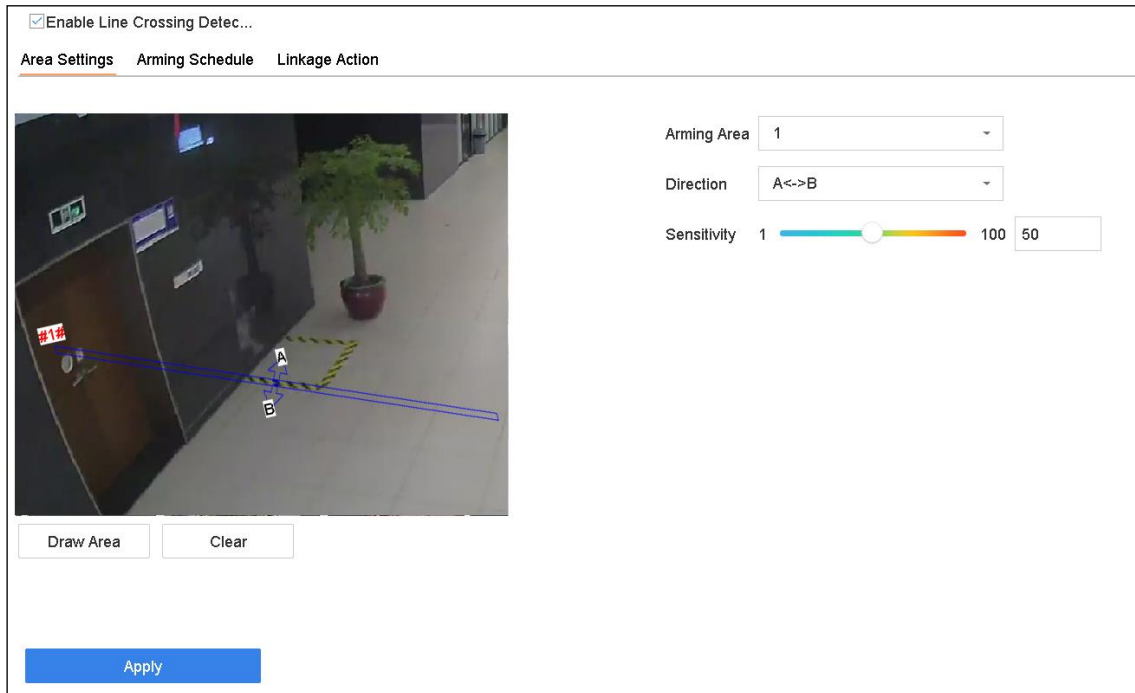 Enable Line Crossing Detec...
Area Settings Arming Schedule Linkage Action
Arming Area 1
Direction A<->B
Sensitivity 1 100 50
#1#
A
B
Draw Area Clear
Apply